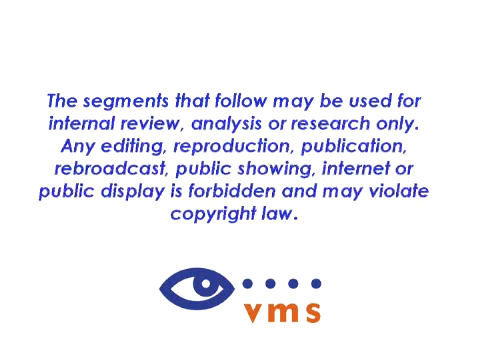 The segments that follow may be used for
internal review, analysis or research only.
Any editing, reproduction, publication,
rebroadcast, public showing, internet or
public display is forbidden and may violate
copyright law.
vms